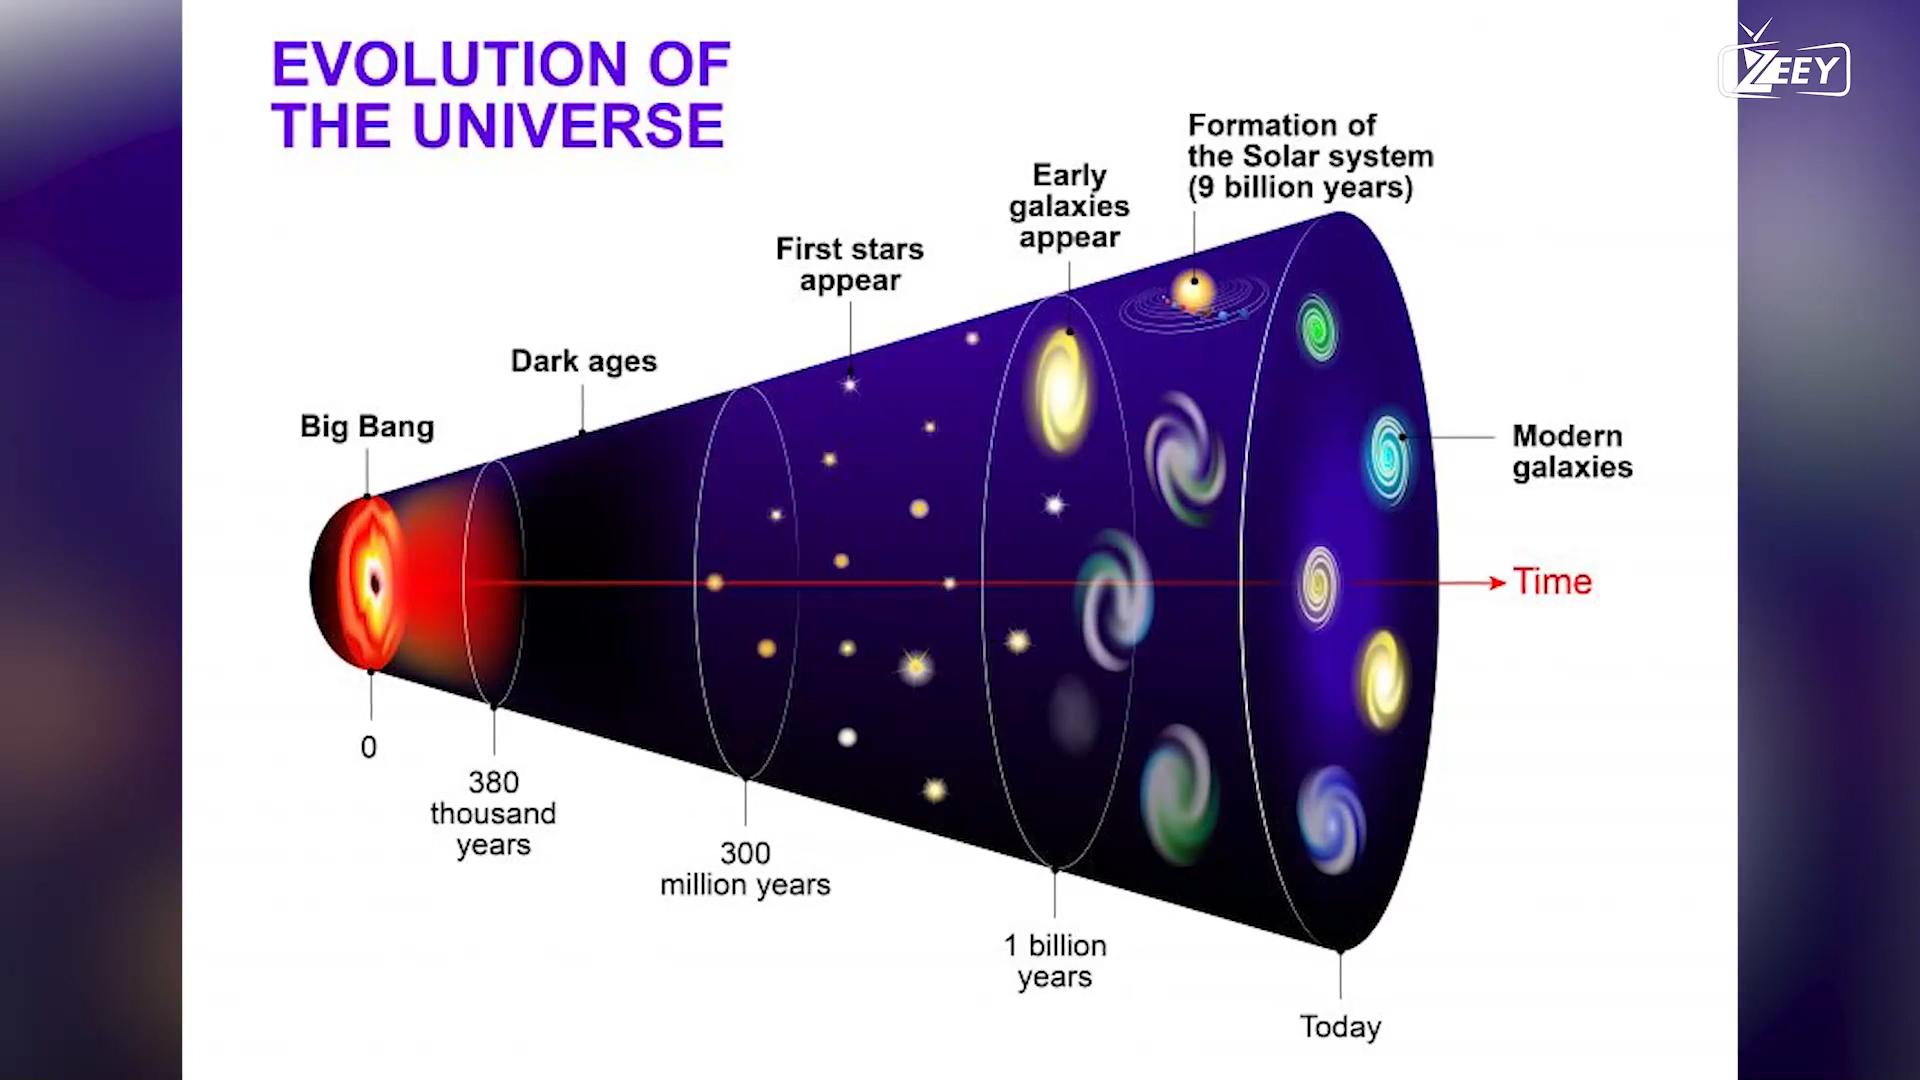 EVOLUTION OF
THE UNIVERSE
ZEEY
Formation of
the Solar system
(9 billion years)
Early
galaxies
appear
First stars
appear
Dark ages
Big Bang
Modern
galaxies
Time
0
380
thousand
years
300
million years
1 billion
years
Today